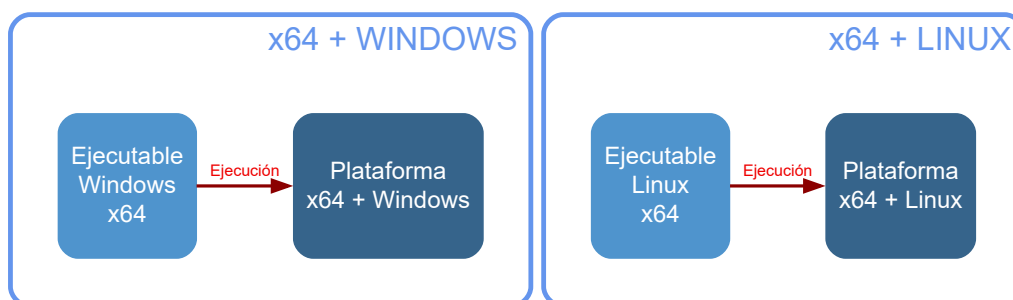 x64 + WINDOWS
Ejecutable
Windows
x64
Ejecución
Plataforma
x64 + Windows
x64 + LINUX
Ejecutable
Linux
x64
Ejecución
Plataforma
x64 + Linux